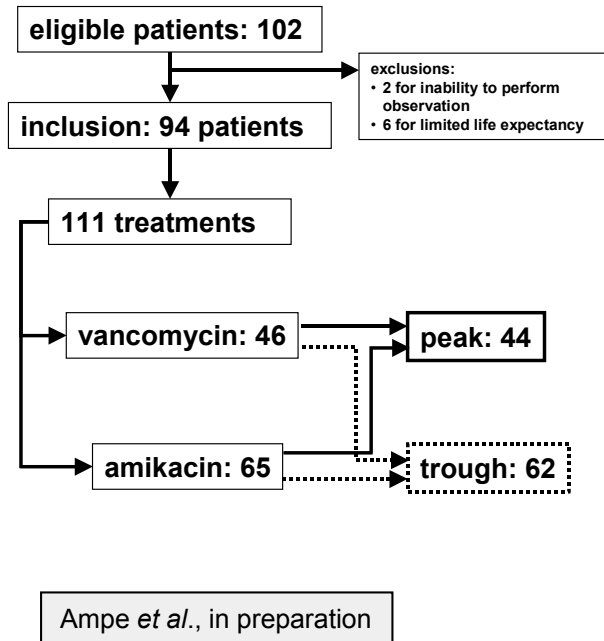 eligible patients: 102
exclusions:
• 2 for inability to perform
observation
• 6 for limited life expectancy
inclusion: 94 patients
111 treatments
vancomycin: 46
peak: 44
amikacin: 65
trough: 62
Ampe et al., in preparation